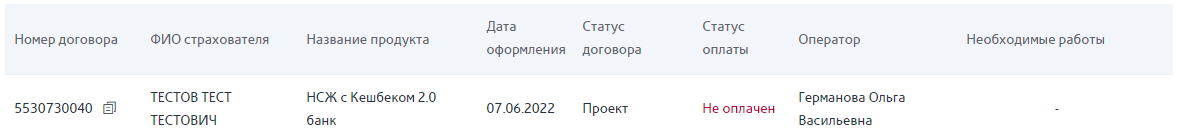 Номер договора
ФИО страхователя
Название продукта
Дата
оформления
Статус
договора
Статус
оплаты
Оператор
Необходимые работы
5530730040
ТЕСТОВ ТЕСТ
ТЕСТОВИЧ
НСЖ с Кешбеком 2.0
банк
07.06.2022
Проект
Не оплачен
Германова Ольга
Васильевна
-